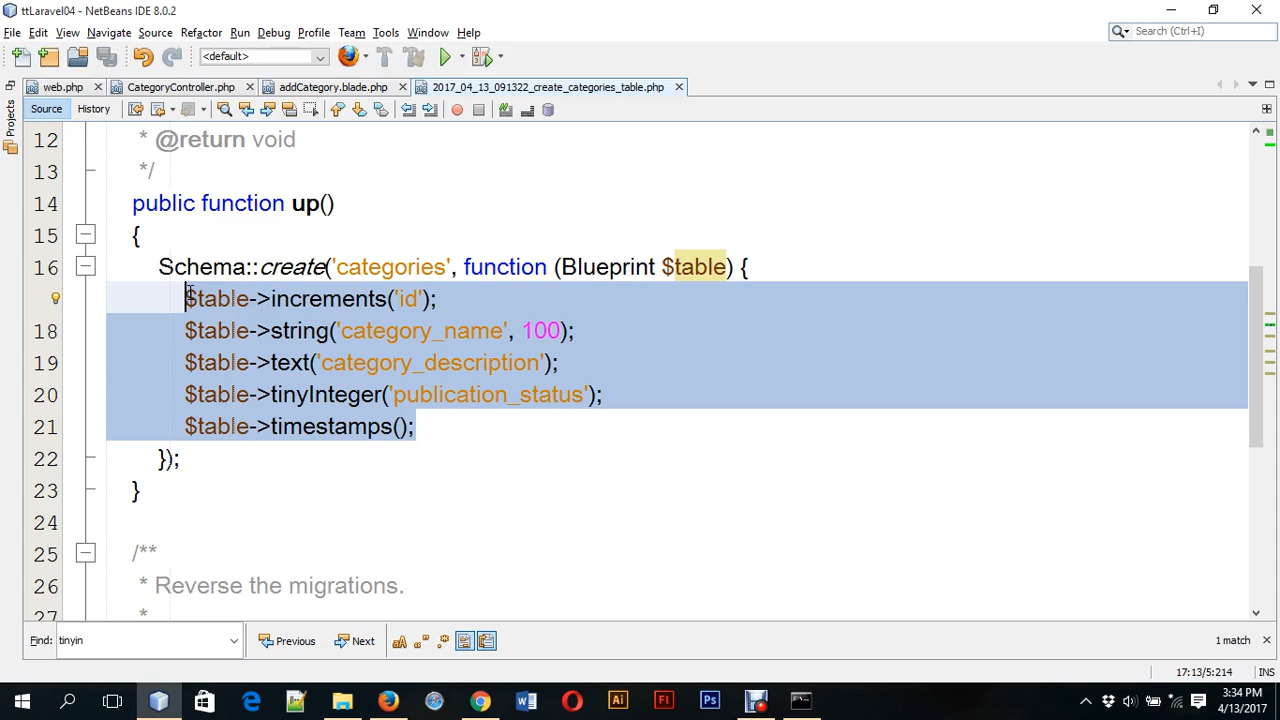 ttLaravel04 - NetBeans IDE 8.0.2
File Edit View Navigate Source Refactor Run Debug Profile Team Tools Window Help
Search (Ctrl+I)
<default>
web.php
CategoryController.php
addCategory.blade.php
2017_04_13_091322_create_categories_table.php
Projects
Source History
12 * @return void
13 */
14 public function up()
15 {
16 Schema::create('categories', function (Blueprint $table) {
$table->increments('id');
18 $table->string('category_name', 100);
19 $table->text('category_description');
20 $table->tinyInteger('publication_status');
21 $table->timestamps();
22 });
23 }
24
25 /**
26 * Reverse the migrations.
27 *
Find: tinyin Previous Next 1 match
17:13/5:214 INS
3:34 PM
4/13/2017